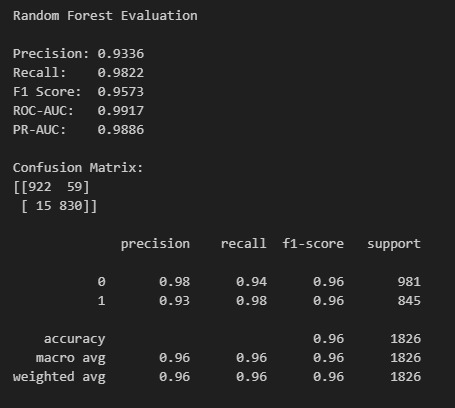 Random Forest Evaluation
Precision: 0.9336
Recall: 0.9822
F1 Score: 0.9573
ROC-AUC: 0.9917
PR-AUC: 0.9886
Confusion Matrix:
[[922 59]
[ 15 830]]
precision recall f1-score support
0 0.98 0.94 0.96 981
1 0.93 0.98 0.96 845
accuracy 0.96 1826
macro avg 0.96 0.96 0.96 1826
weighted avg 0.96 0.96 0.96 1826